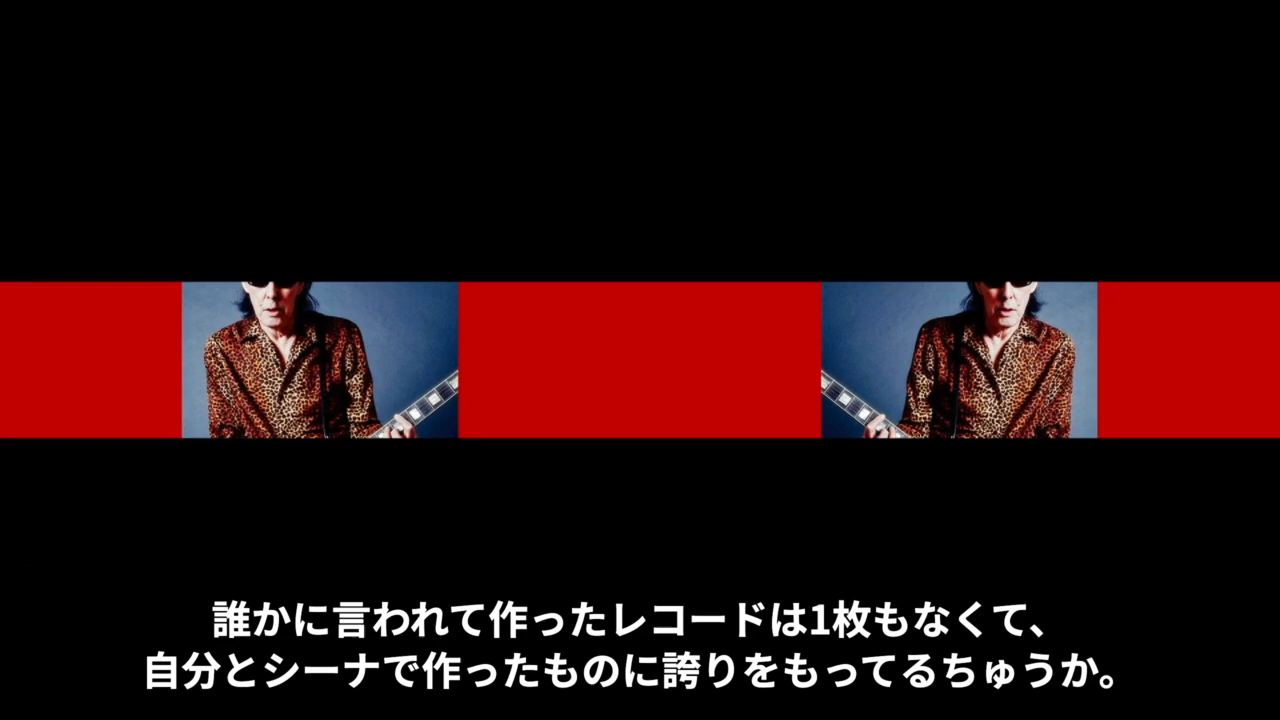 誰かに言われて作ったレコードは1枚もなくて、
自分とシーナで作ったものに誇りをもってるちゅうか。